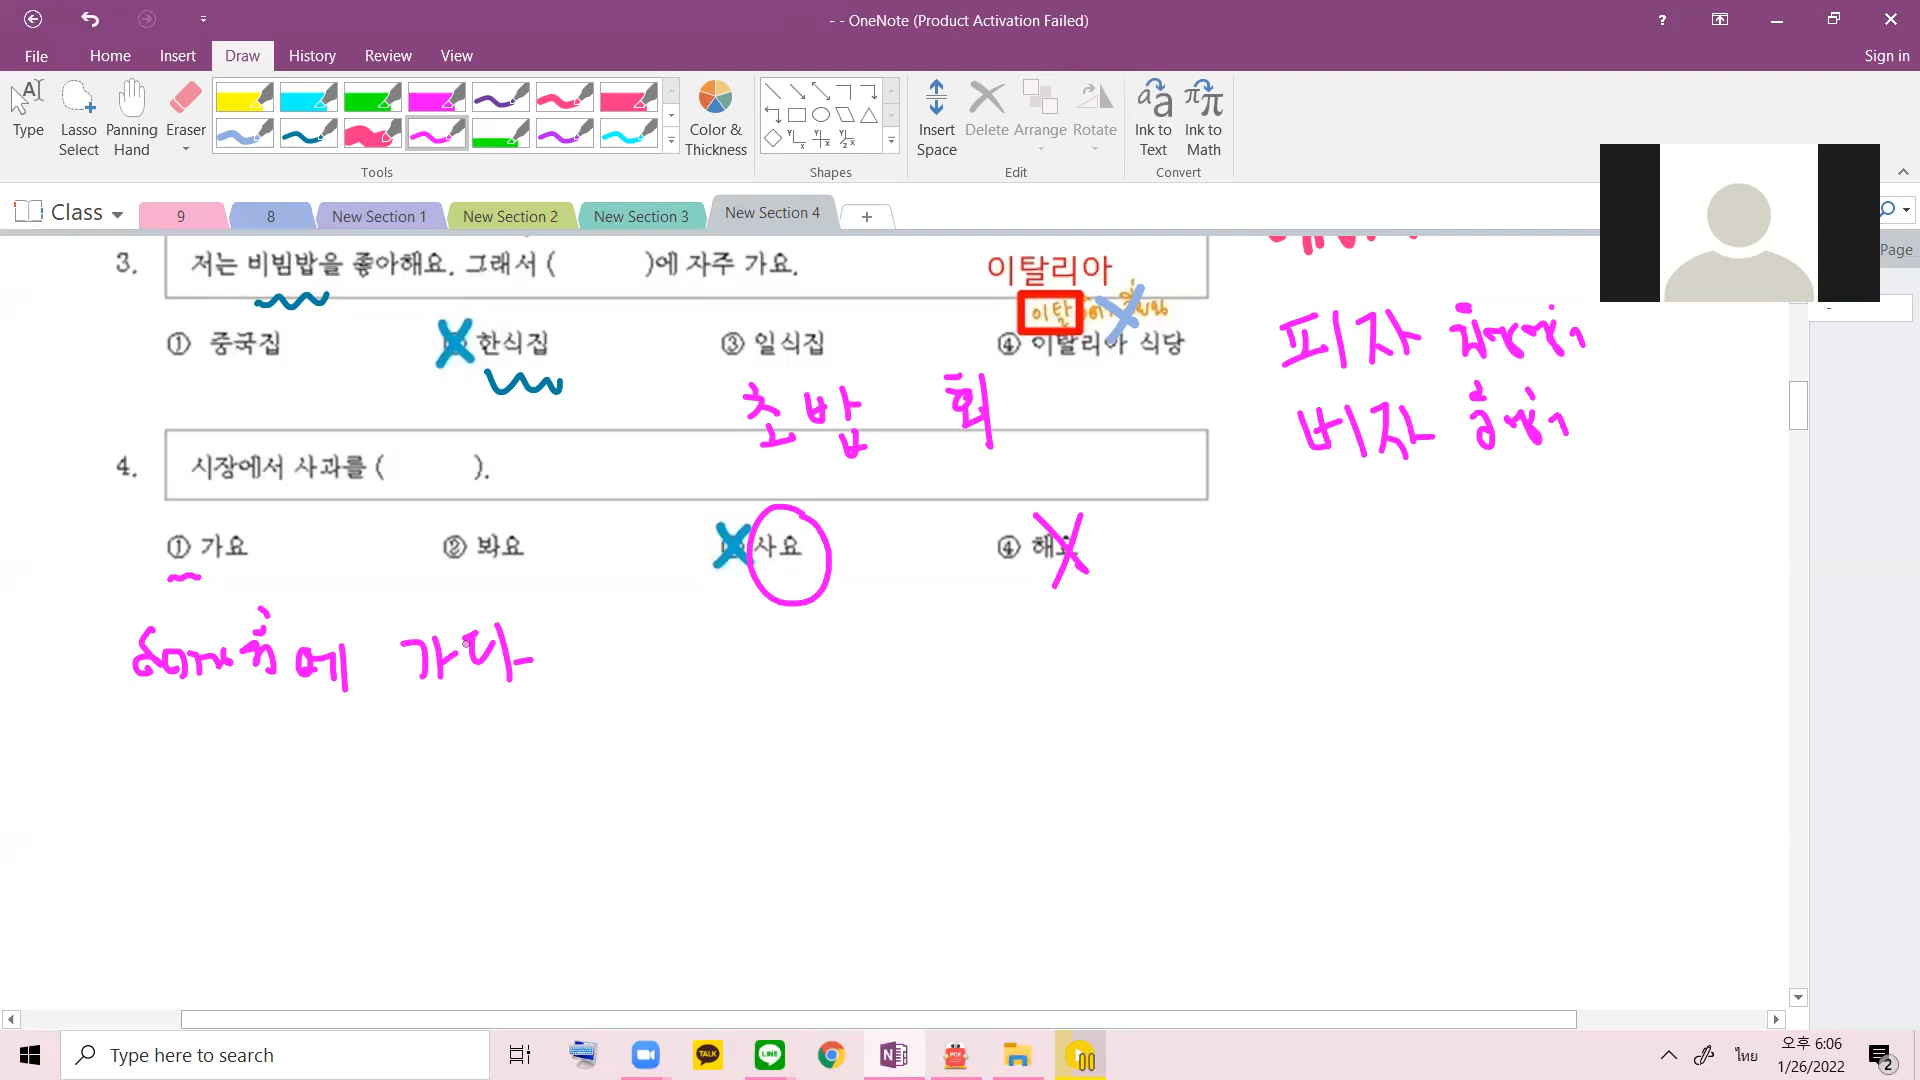 - - OneNote (Product Activation Failed)
?
File Home Insert Draw History Review View
Sign in
Type
Lasso Select
Panning Hand
Eraser
Color & Thickness
Insert Space
Delete
Arrange
Rotate
Ink to Text
Ink to Math
Tools
Shapes
Edit
Convert
Class
9
8
New Section 1
New Section 2
New Section 3
New Section 4
+
Page
3. 저는 비빔밥을 좋아해요. 그래서 ( )에 자주 가요.
이탈리아
이탈
① 중국집 한식집 ③ 일식집 ④ 이탈리아 식당
피자
비자
초밥 회
4. 시장에서 사과를 ( ).
① 가요 ② 봐요 사요 ④ 해요
에 가다
Type here to search
TALK
LINE
N
PDF
ไทย
오후 6:06
1/26/2022
2